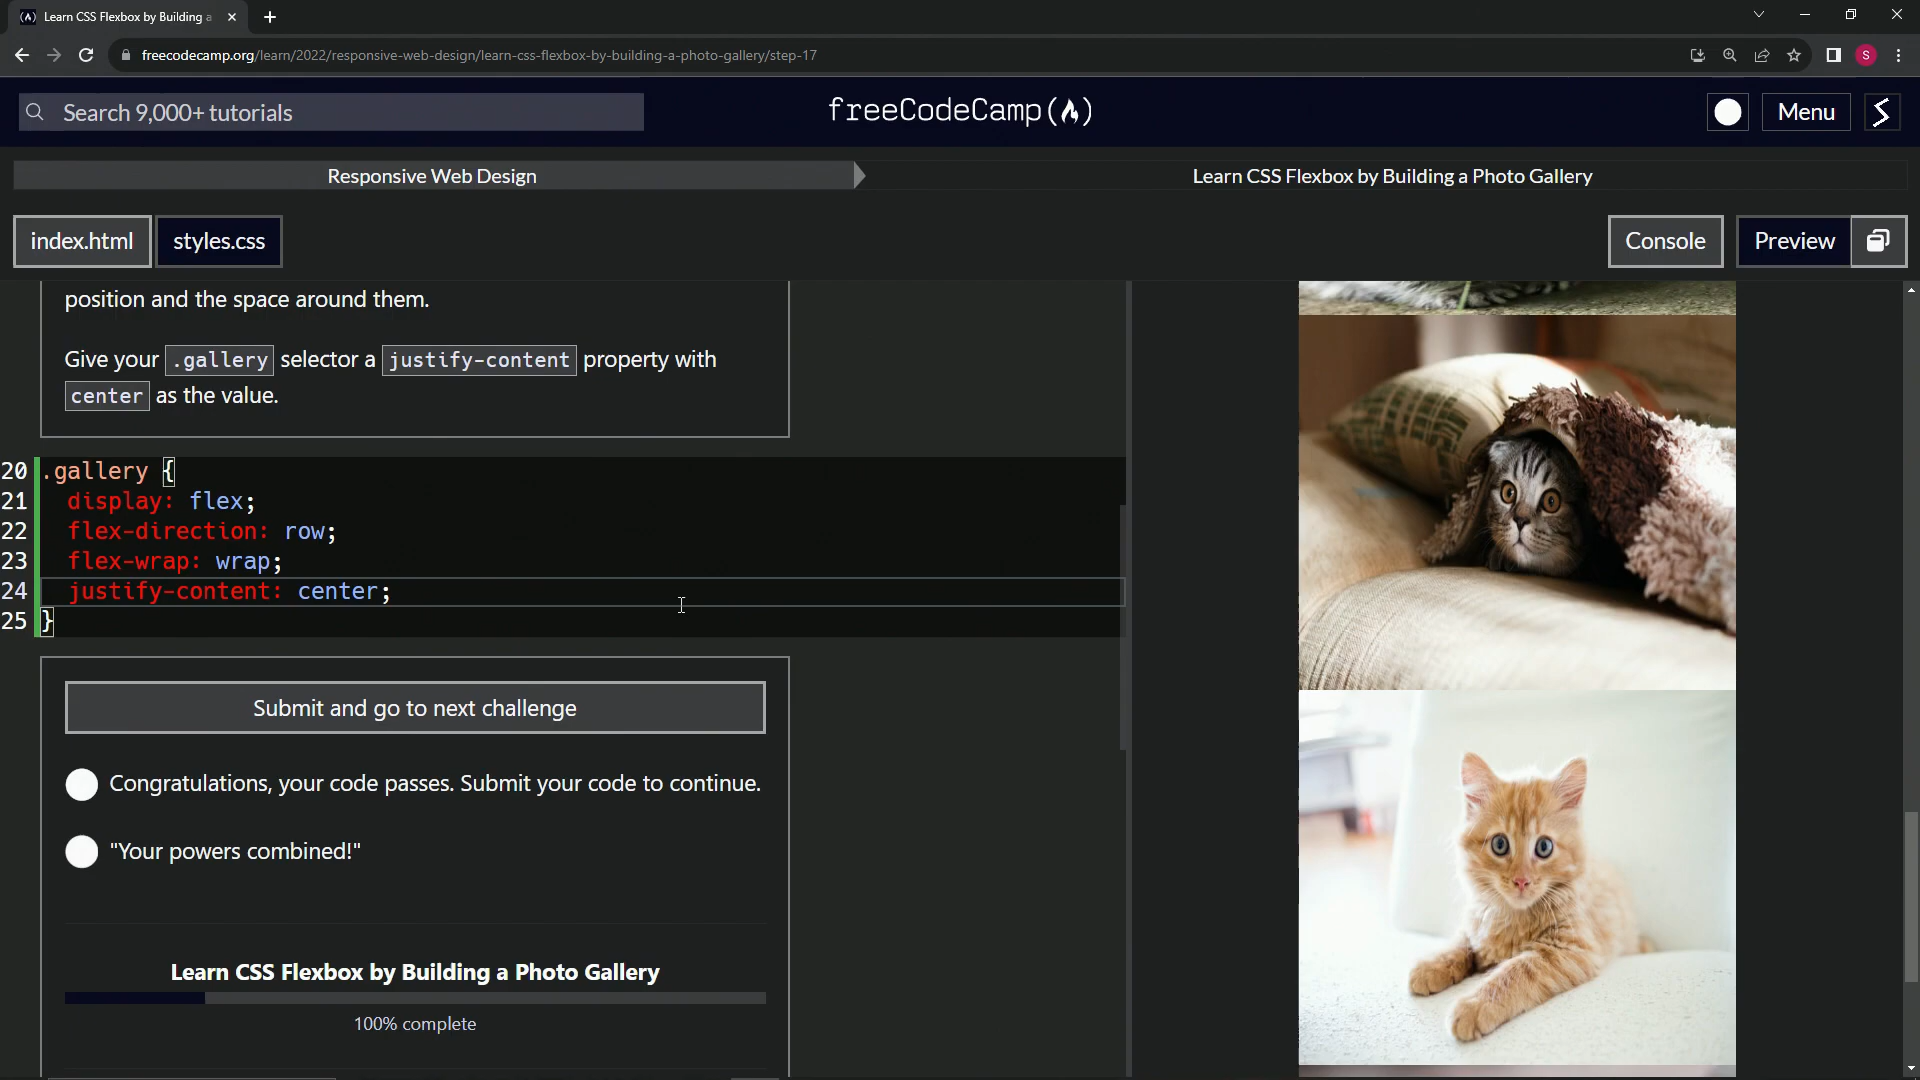 Learn CSS Flexbox by Building a
freecodecamp.org/learn/2022/responsive-web-design/learn-css-flexbox-by-building-a-photo-gallery/step-17
S
Search 9,000+ tutorials
freeCodeCamp(
)
Menu
Responsive Web Design
Learn CSS Flexbox by Building a Photo Gallery
index.html
styles.css
Console
Preview
position and the space around them.
Give your .gallery selector a justify-content property with
center as the value.
20 .gallery {
21 display: flex;
22 flex-direction: row;
23 flex-wrap: wrap;
24 justify-content: center;
25 }
Submit and go to next challenge
Congratulations, your code passes. Submit your code to continue.
"Your powers combined!"
Learn CSS Flexbox by Building a Photo Gallery
100% complete